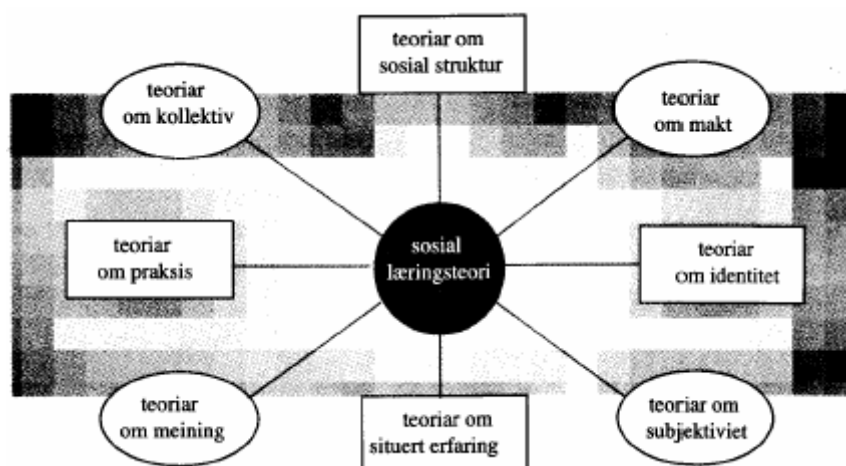 teoriar om
sosial struktur
teoriar
om kollektiv
teoriar
om makt
teoriar
om praksis
sosial
læringsteori
teoriar
om identitet
teoriar
om meining
teoriar om
situert erfaring
teoriar om
subjektiviet